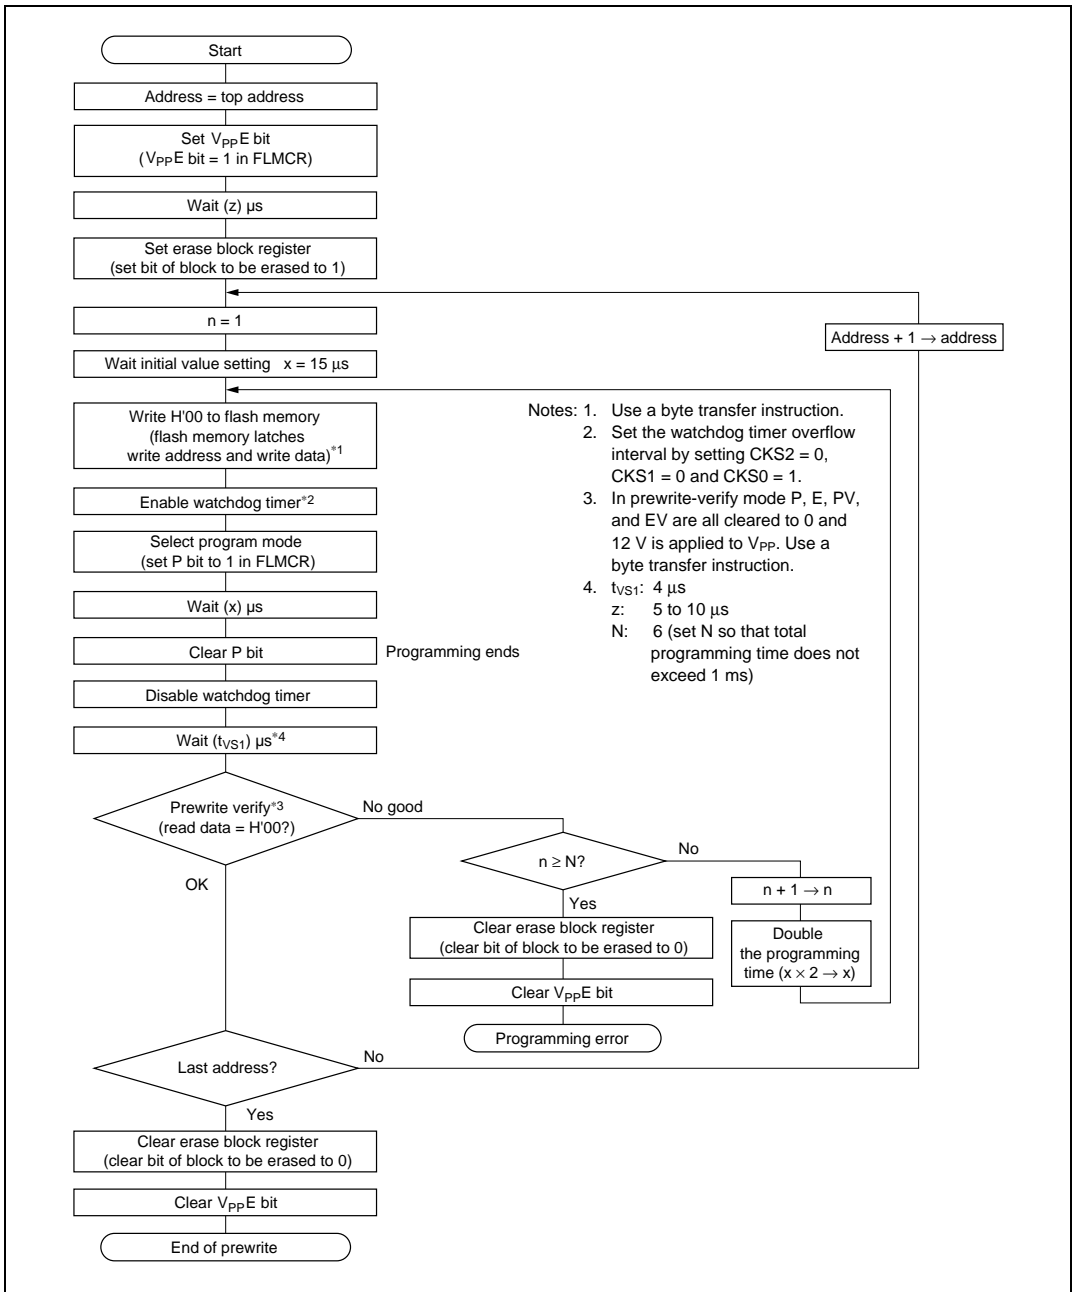 Start
Address = top address
Set VPPE bit
(VPPE bit = 1 in FLMCR)
Wait (z) µs
Set erase block register
(set bit of block to be erased to 1)
n = 1
Wait initial value setting x = 15 µs
Address + 1 → address
Write H'00 to flash memory
(flash memory latches
write address and write data)*1
Enable watchdog timer*2
Select program mode
(set P bit to 1 in FLMCR)
Wait (x) µs
Clear P bit
Programming ends
Disable watchdog timer
Wait (tVS1) µs*4
Notes: 1. Use a byte transfer instruction.
2. Set the watchdog timer overflow
interval by setting CKS2 = 0,
CKS1 = 0 and CKS0 = 1.
3. In prewrite-verify mode P, E, PV,
and EV are all cleared to 0 and
12 V is applied to VPP. Use a
byte transfer instruction.
4. tVS1: 4 µs
z: 5 to 10 µs
N: 6 (set N so that total
programming time does not
exceed 1 ms)
Prewrite verify*3
(read data = H'00?)
No good
OK
n ≥ N?
No
Yes
n + 1 → n
Double
the programming
time (x × 2 → x)
Clear erase block register
(clear bit of block to be erased to 0)
Clear VPPE bit
Programming error
Last address?
No
Yes
Clear erase block register
(clear bit of block to be erased to 0)
Clear VPPE bit
End of prewrite